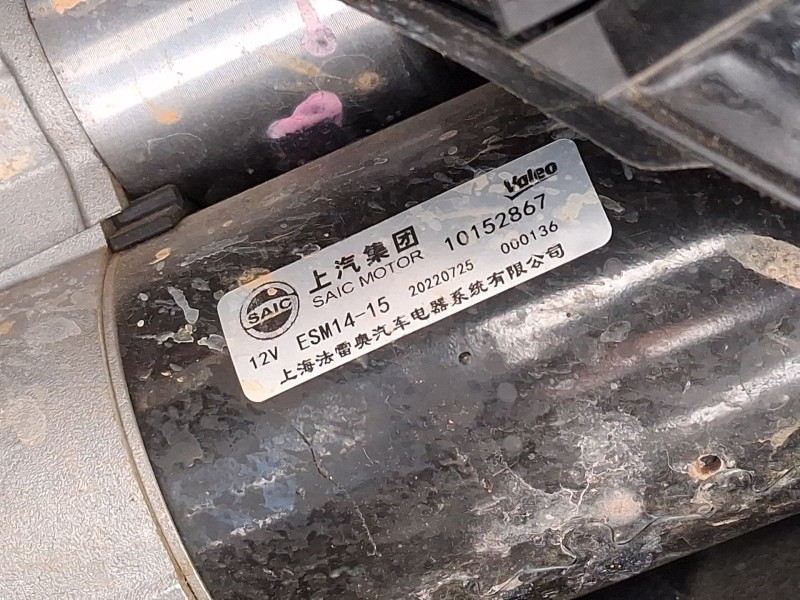 Valeo
上汽集团 10152867
SAIC MOTOR 20220725 000136
SAIC
12V ESM14-15
上海法雷奥汽车电器系统有限公司